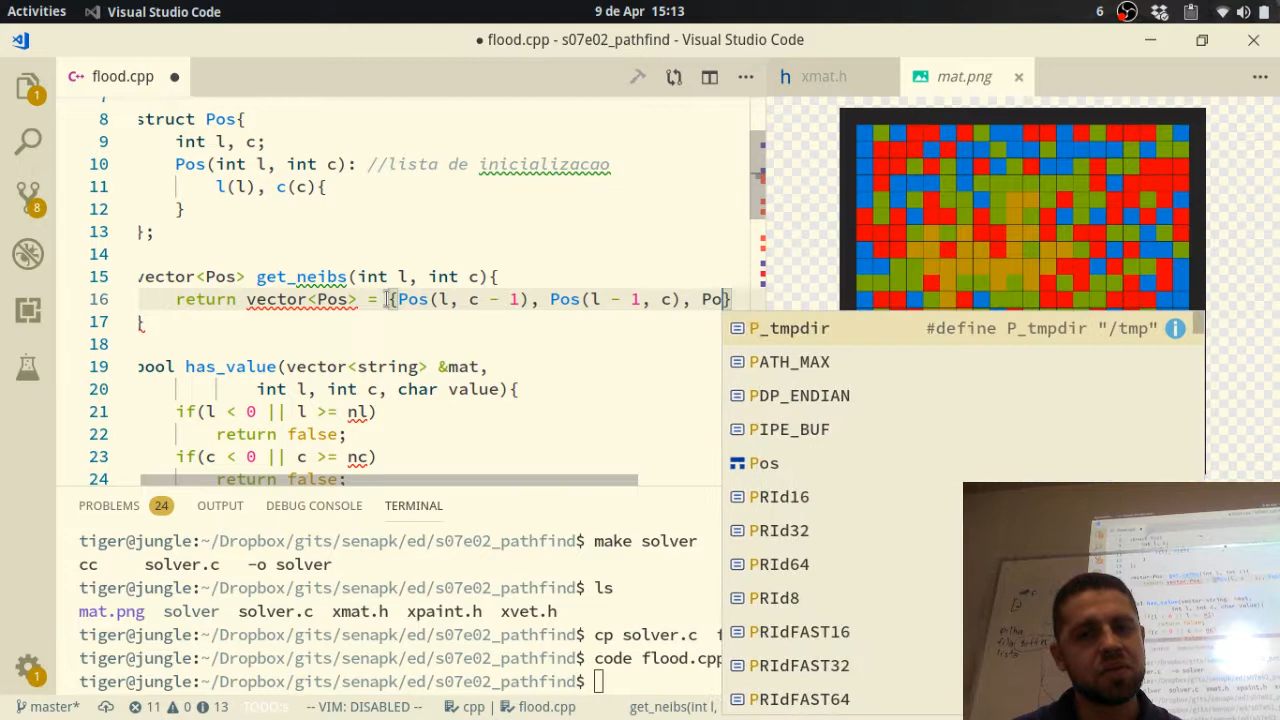 Activities
Visual Studio Code
9 de Apr 15:13
6
● flood.cpp - s07e02_pathfind - Visual Studio Code
flood.cpp ●
xmat.h
mat.png ×
1
8
1
7
8 struct Pos{
9 int l, c;
10 Pos(int l, int c): //lista de inicializacao
11 l(l), c(c){
12 }
13 };
14
15 vector<Pos> get_neibs(int l, int c){
16 return vector<Pos> = {Pos(l, c - 1), Pos(l - 1, c), Po}
17 }
18
19 bool has_value(vector<string> &mat,
20 int l, int c, char value){
21 if(l < 0 || l >= nl)
22 return false;
23 if(c < 0 || c >= nc)
24 return false;
P_tmpdir #define P_tmpdir "/tmp"
PATH_MAX
PDP_ENDIAN
PIPE_BUF
Pos
PRId16
PRId32
PRId64
PRId8
PRIdFAST16
PRIdFAST32
PRIdFAST64
PROBLEMS 24 OUTPUT DEBUG CONSOLE TERMINAL
tiger@jungle:~/Dropbox/gits/senapk/ed/s07e02_pathfind$ make solver
cc solver.c -o solver
tiger@jungle:~/Dropbox/gits/senapk/ed/s07e02_pathfind$ ls
mat.png solver solver.c xmat.h xpaint.h xvet.h
tiger@jungle:~/Dropbox/gits/senapk/ed/s07e02_pathfind$ cp solver.c f
tiger@jungle:~/Dropbox/gits/senapk/ed/s07e02_pathfind$ code flood.cpp
tiger@jungle:~/Dropbox/gits/senapk/ed/s07e02_pathfind$
master* 11 0 13 TODO:s -- VIM: DISABLED -- cpp | flood.cpp get_neibs(int l,